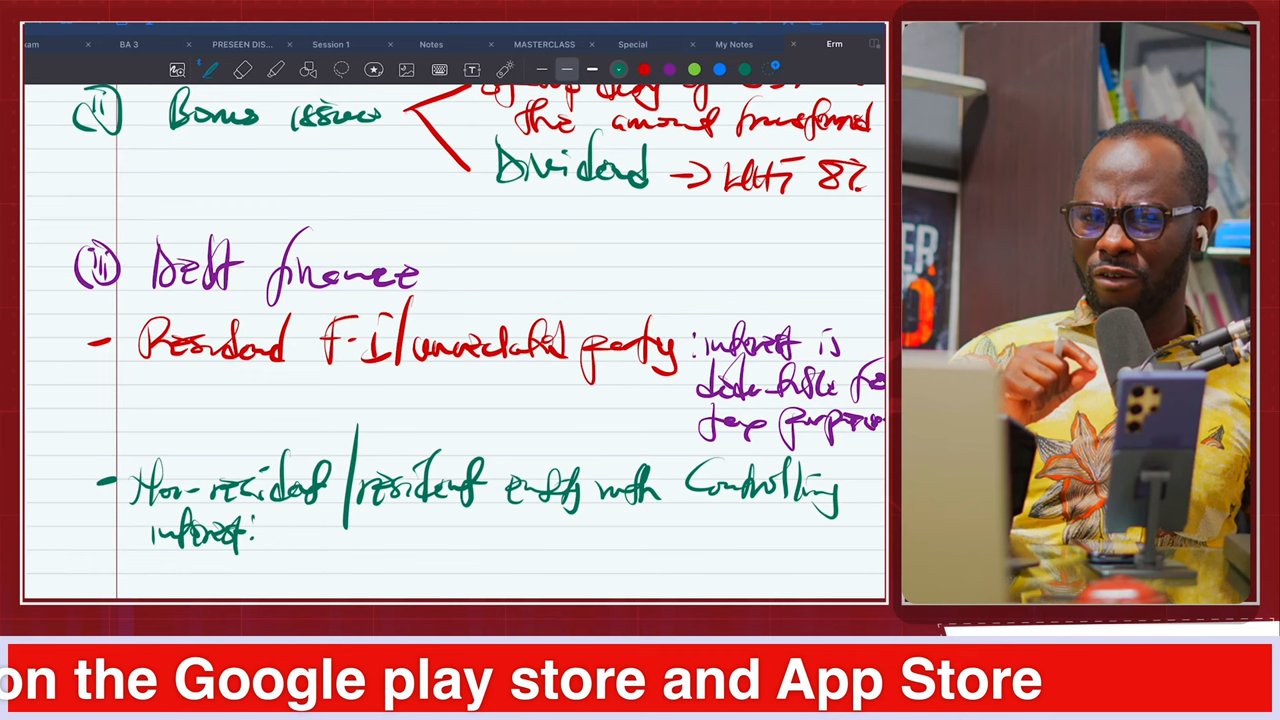 am BA 3 PRESEEN DIS... Session 1 Notes MASTERCLASS Special My Notes Erm
(ii) Bonus issues
the amount transferred
Dividend → WHT 8%
(iii) Debt finance
- Resident F-I/unrelated party : interest is
deductible for
tax purposes
- Non-resident/resident entity with Controlling
interest:
on the Google play store and App Store